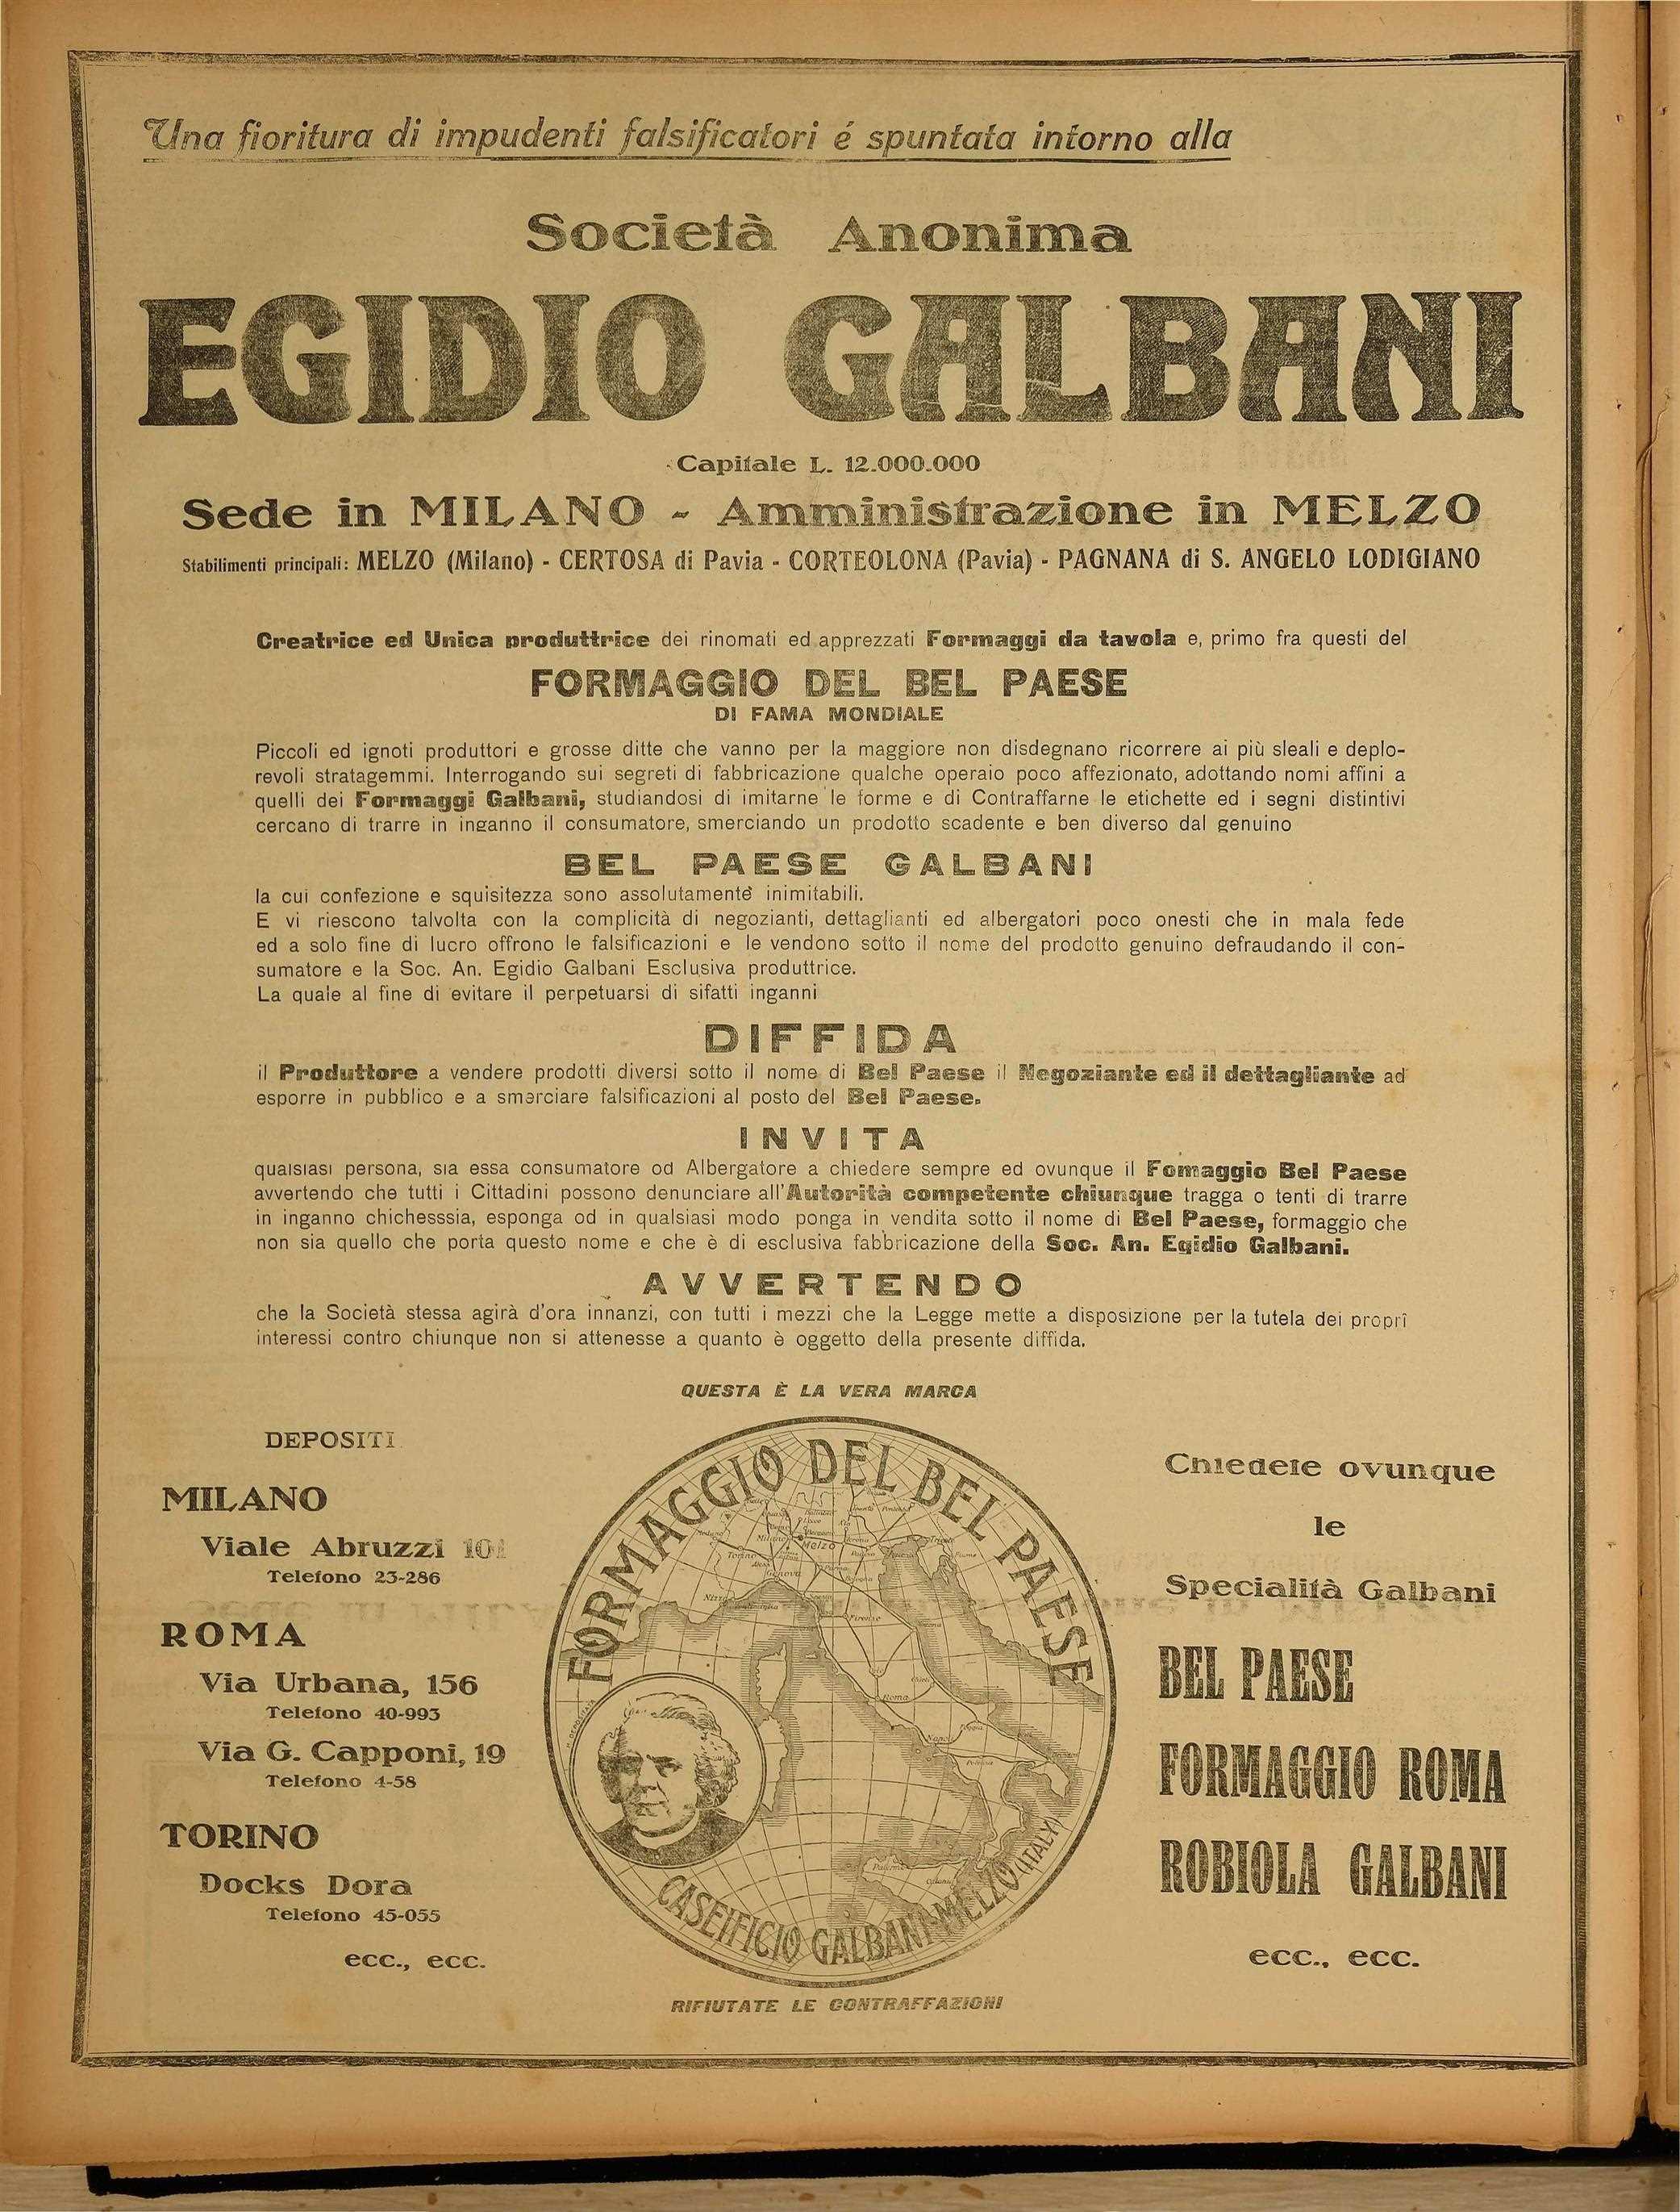 Una fioritura di impudenti falsificatori é spuntata intorno alla
Società Anonima
EGIDIO GALBANI
Capitale L. 12.000.000
Sede in MILANO - Amministrazione in MELZO
Stabilimenti principali: MELZO (Milano) - CERTOSA di Pavia - CORTEOLONA (Pavia) - PAGNANA di S. ANGELO LODIGIANO
Creatrice ed Unica produttrice dei rinomati ed apprezzati Formaggi da tavola e, primo fra questi del
FORMAGGIO DEL BEL PAESE
DI FAMA MONDIALE
Piccoli ed ignoti produttori e grosse ditte che vanno per la maggiore non disdegnano ricorrere ai più sleali e deplo-
revoli stratagemmi. Interrogando sui segreti di fabbricazione qualche operaio poco affezionato, adottando nomi affini a
quelli dei Formaggi Galbani, studiandosi di imitarne le forme e di Contraffarne le etichette ed i segni distintivi
cercano di trarre in inganno il consumatore, smerciando un prodotto scadente e ben diverso dal genuino
BEL PAESE GALBANI
la cui confezione e squisitezza sono assolutamente inimitabili.
E vi riescono talvolta con la complicità di negozianti, dettaglianti ed albergatori poco onesti che in mala fede
ed a solo fine di lucro offrono le falsificazioni e le vendono sotto il nome del prodotto genuino defraudando il con-
sumatore e la Soc. An. Egidio Galbani Esclusiva produttrice.
La quale al fine di evitare il perpetuarsi di sifatti inganni
DIFFIDA
il Produttore a vendere prodotti diversi sotto il nome di Bel Paese il Negoziante ed il dettagliante ad
esporre in pubblico e a smerciare falsificazioni al posto del Bel Paese.
INVITA
qualsiasi persona, sia essa consumatore od Albergatore a chiedere sempre ed ovunque il Fomaggio Bel Paese
avvertendo che tutti i Cittadini possono denunciare all'Autorità competente chiunque tragga o tenti di trarre
in inganno chichesssia, esponga od in qualsiasi modo ponga in vendita sotto il nome di Bel Paese, formaggio che
non sia quello che porta questo nome e che è di esclusiva fabbricazione della Soc. An. Egidio Galbani.
AVVERTENDO
che la Società stessa agirà d'ora innanzi, con tutti i mezzi che la Legge mette a disposizione per la tutela dei proprî
interessi contro chiunque non si attenesse a quanto è oggetto della presente diffida.
QUESTA È LA VERA MARCA
DEPOSITI
MILANO
Viale Abruzzi
Telefono 23-286
ROMA
Via Urbana, 156
Telefono 40-993
Via G. Capponi, 19
Telefono 4-58
TORINO
Docks Dora
Telefono 45-055
ecc., ecc.
FORMAGGIO DEL BEL PAESE
Milano
Melzo
Torino
Genova
Nizza
Firenze
Roma
Napoli
Foggia
Palermo
CASEIFICIO GALBANI-MELZO (ITALY)
RIFIUTATE LE CONTRAFFAZIONI
Chiedete ovunque
le
Specialità Galbani
BEL PAESE
FORMAGGIO ROMA
ROBIOLA GALBANI
ecc., ecc.